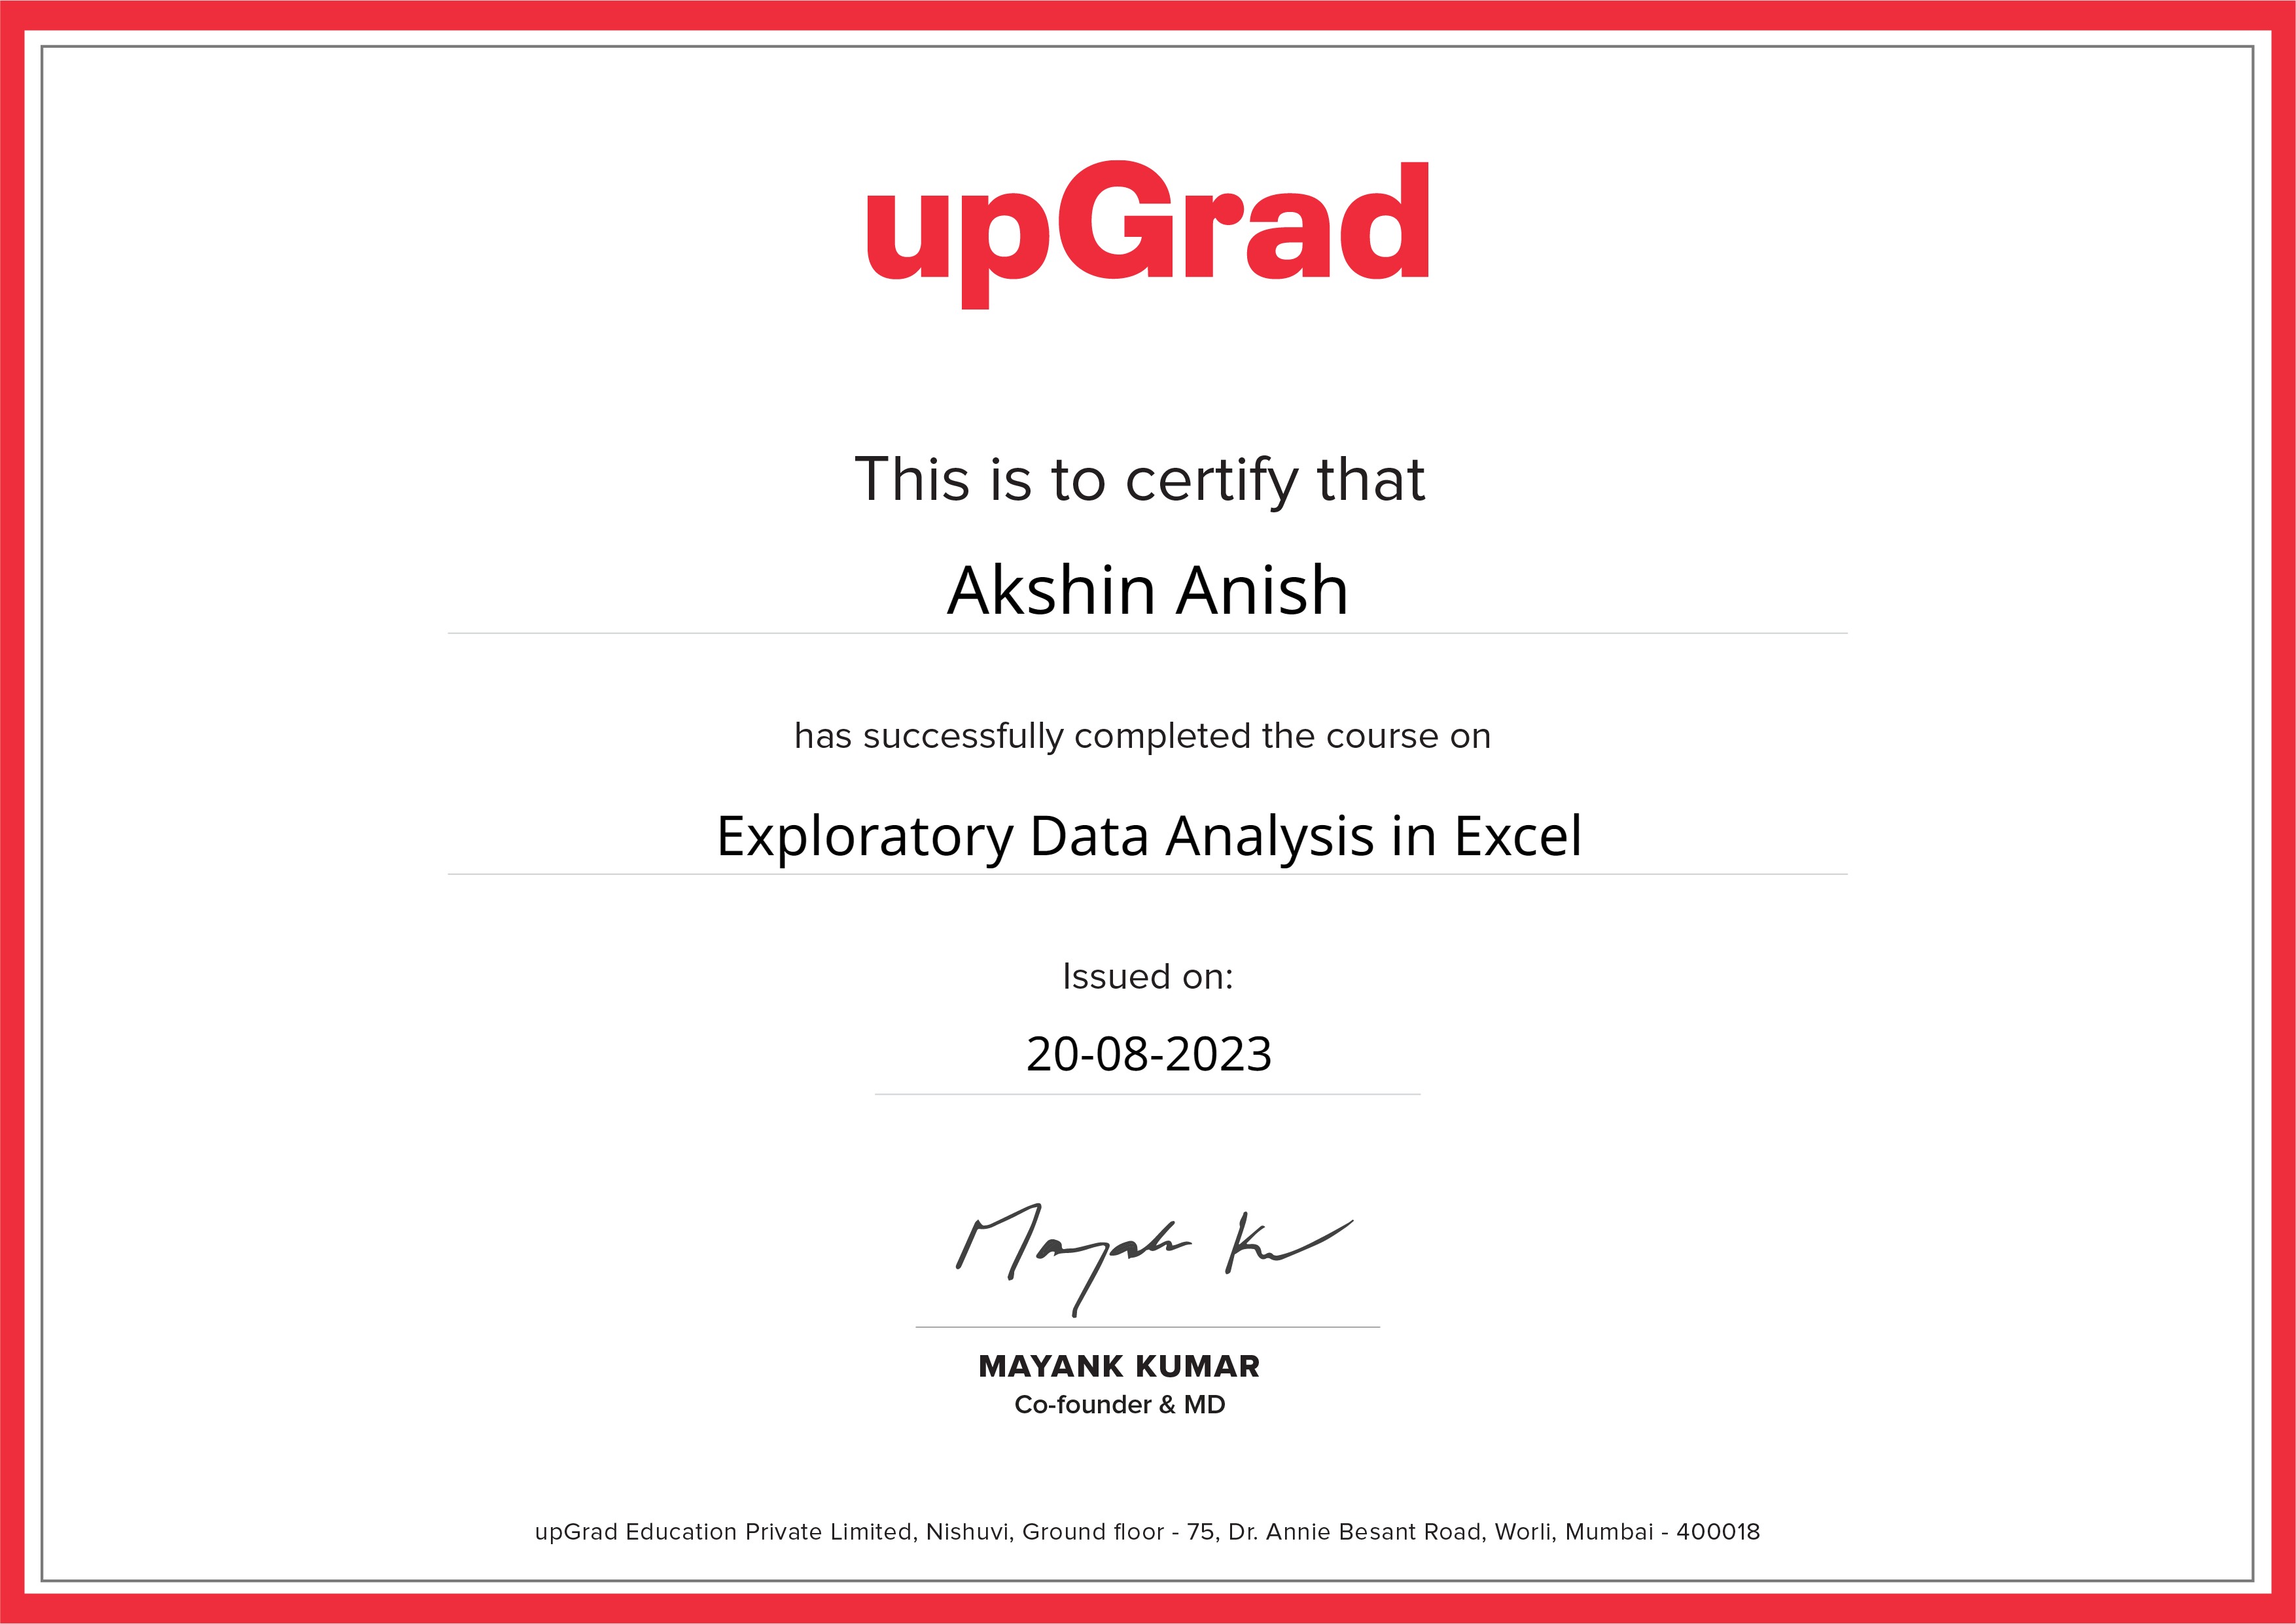 upGrad
This is to certify that
Akshin Anish
has successfully completed the course on
Exploratory Data Analysis in Excel
Issued on:
20-08-2023
Mayank Ku
MAYANK KUMAR
Co-founder & MD
upGrad Education Private Limited, Nishuvi, Ground floor - 75, Dr. Annie Besant Road, Worli, Mumbai - 400018